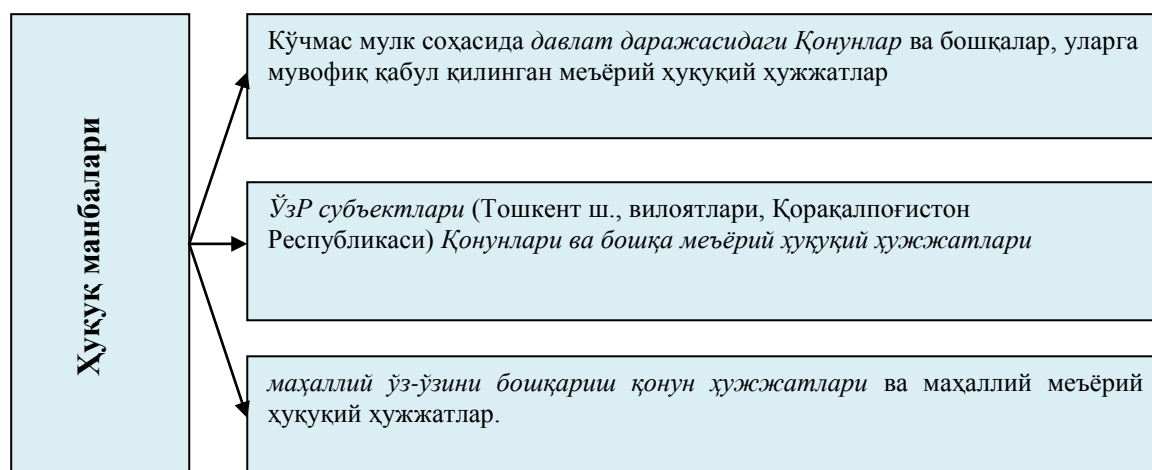 Ҳуқуқ манбалари
Кўчмас мулк соҳасида давлат даражасидаги Қонунлар ва бошқалар, уларга
мувофиқ қабул қилинган меъёрий ҳуқуқий ҳужжатлар
ЎзР субъектлари (Тошкент ш., вилоятлари, Қорақалпоғистон
Республикаси) Қонунлари ва бошқа меъёрий ҳуқуқий ҳужжатлари
маҳаллий ўз-ўзини бошқариш қонун ҳужжатлари ва маҳаллий меъёрий
ҳуқуқий ҳужжатлар.